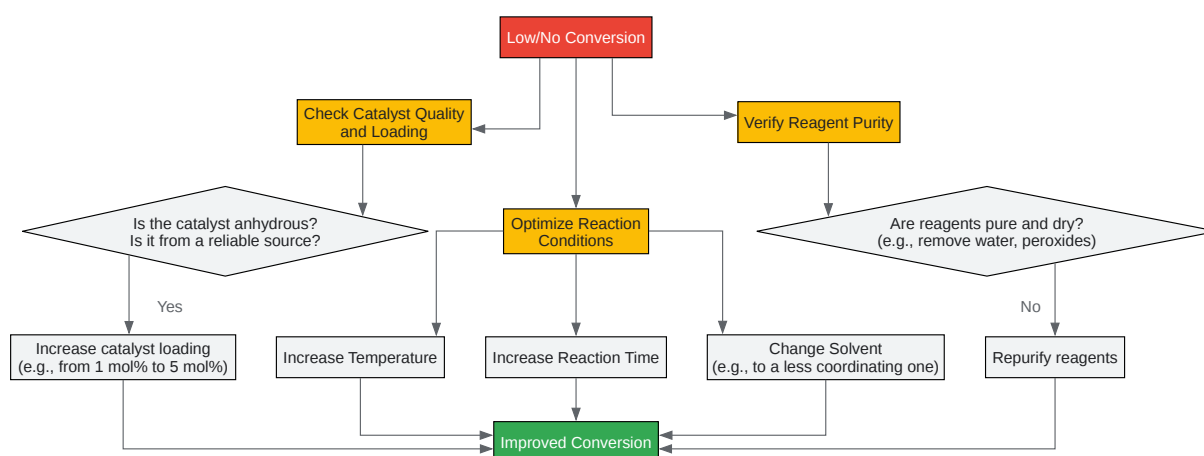 Low/No Conversion
Check Catalyst Quality
and Loading
Verify Reagent Purity
Is the catalyst anhydrous?
Is it from a reliable source?
Optimize Reaction
Conditions
Are reagents pure and dry?
(e.g., remove water, peroxides)
Yes
No
Increase catalyst loading
(e.g., from 1 mol% to 5 mol%)
Increase Temperature
Increase Reaction Time
Change Solvent
(e.g., to a less coordinating one)
Repurify reagents
Improved Conversion